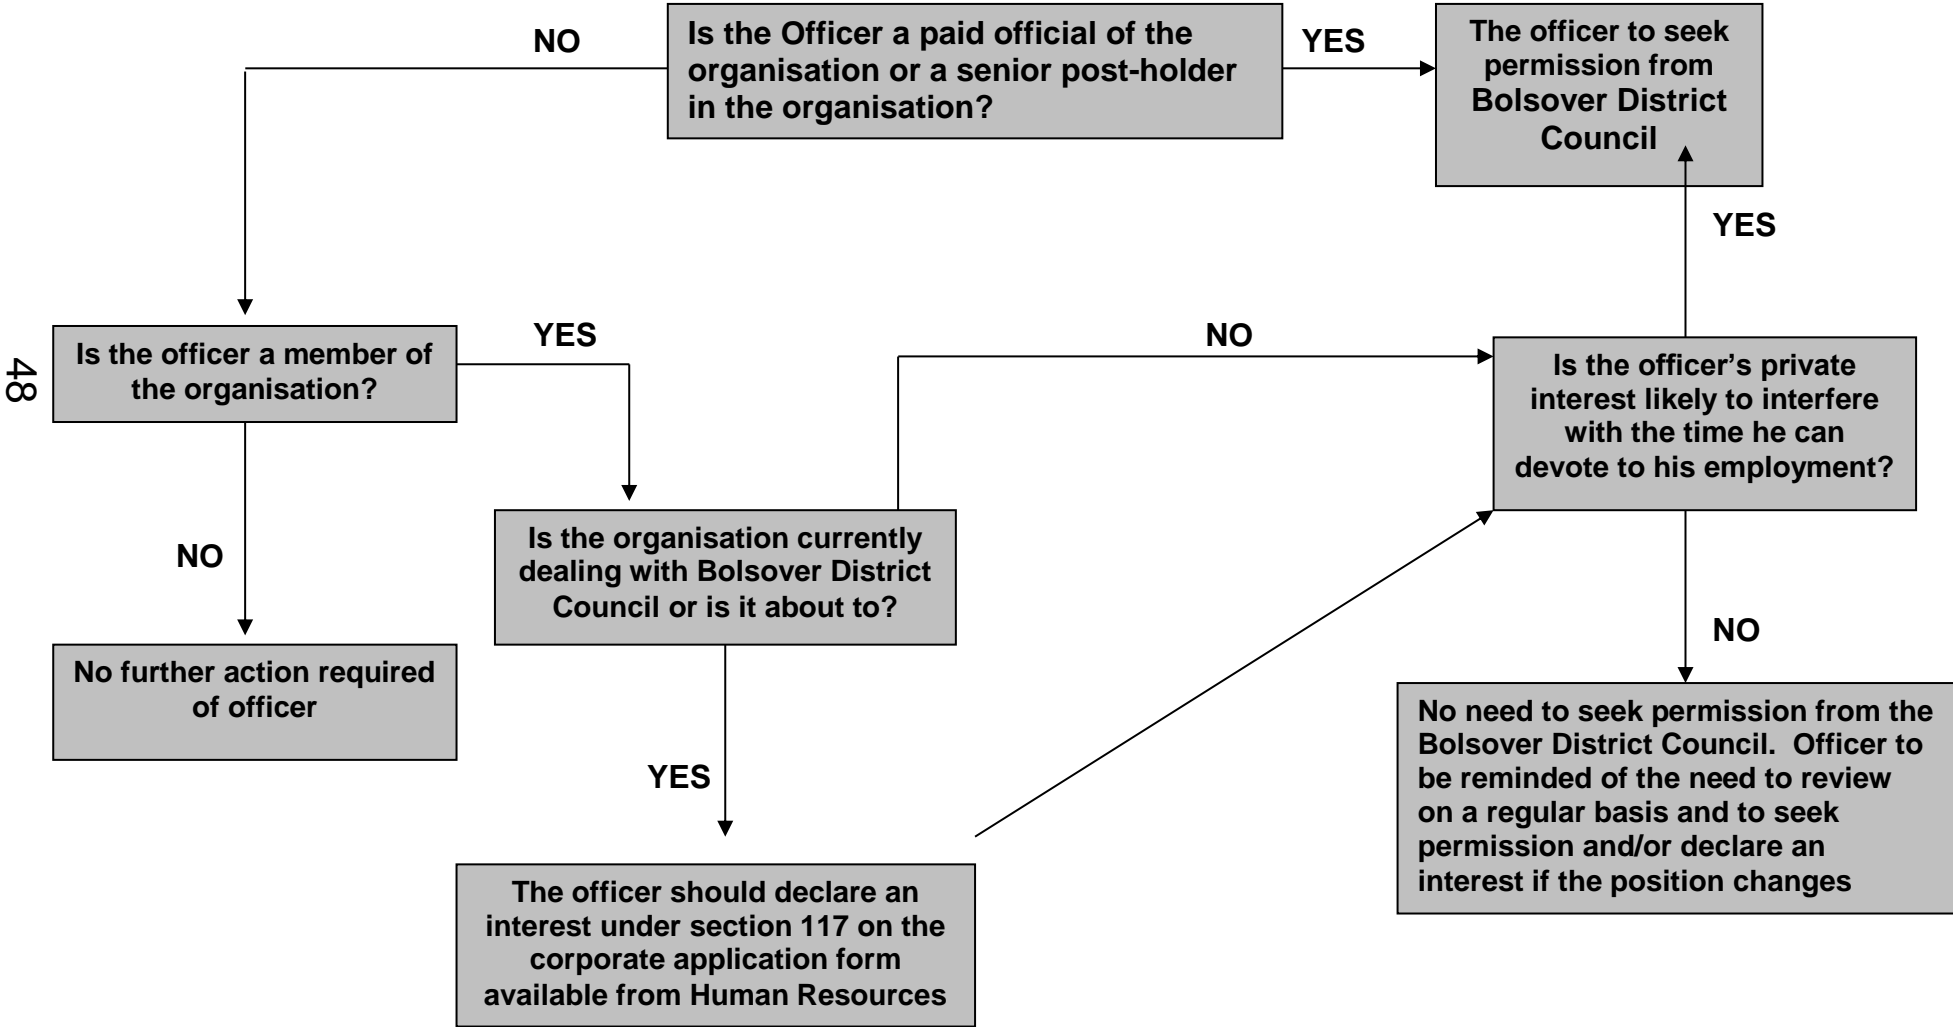 NO
Is the Officer a paid official of the
organisation or a senior post-holder
in the organisation?
YES
The officer to seek
permission from
Bolsover District
Council
YES
Is the officer a member of
the organisation?
YES
NO
Is the officer’s private
interest likely to interfere
with the time he can
devote to his employment?
48
NO
Is the organisation currently
dealing with Bolsover District
Council or is it about to?
NO
No further action required
of officer
YES
No need to seek permission from the
Bolsover District Council.  Officer to
be reminded of the need to review
on a regular basis and to seek
permission and/or declare an
interest if the position changes
The officer should declare an
interest under section 117 on the
corporate application form
available from Human Resources